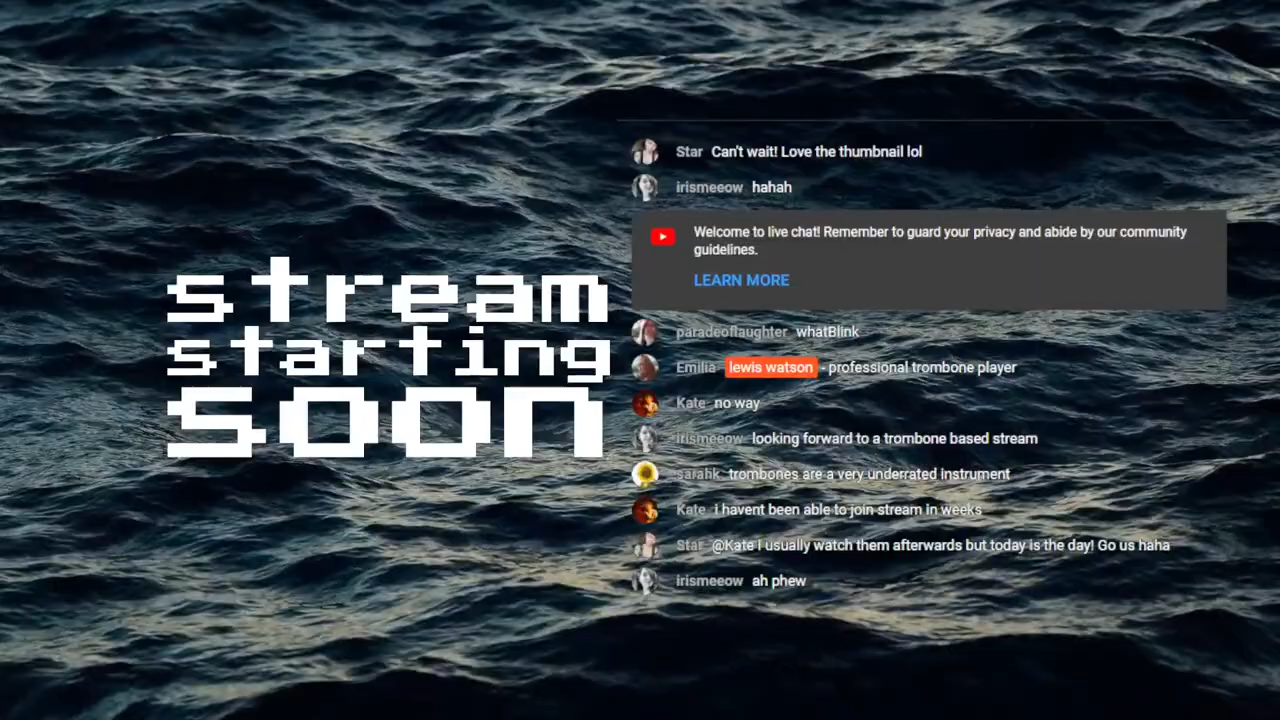 stream
starting
soon
Star Can't wait! Love the thumbnail lol
irismeeow hahah
Welcome to live chat! Remember to guard your privacy and abide by our community
guidelines.
LEARN MORE
paradeoflaughter whatBlink
Emilia lewis watson - professional trombone player
Kate no way
irismeeow looking forward to a trombone based stream
sarahk trombones are a very underrated instrument
Kate i havent been able to join stream in weeks
Star @Kate I usually watch them afterwards but today is the day! Go us haha
irismeeow ah phew